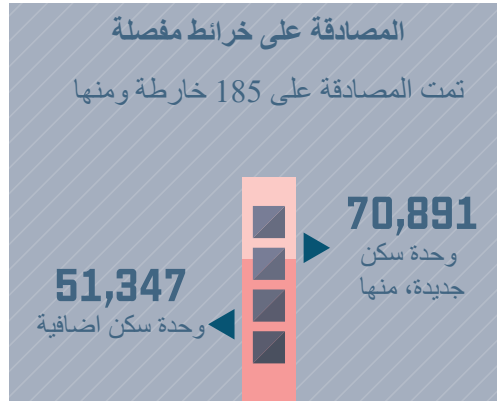 المصادقة على خرائط مفصلة
تمت المصادقة على 185 خارطة ومنها
70,891
وحدة سكن
جديدة، منها
51,347
وحدة سكن اضافية